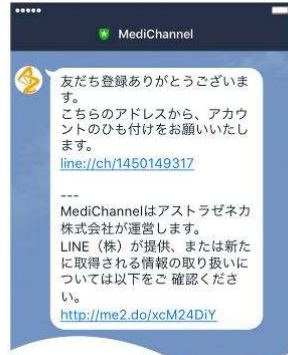 MediChannel
友だち登録ありがとうございま
す。
こちらのアドレスから、アカウ
ントのひも付けをお願いいたし
ます。
line://ch/1450149317
---
MediChannelはアストラゼネカ
株式会社が運営します。
LINE（株）が提供、または新た
に取得される情報の取り扱いに
ついては以下をご 確認くださ
い。
http://me2.do/xcM24DiY